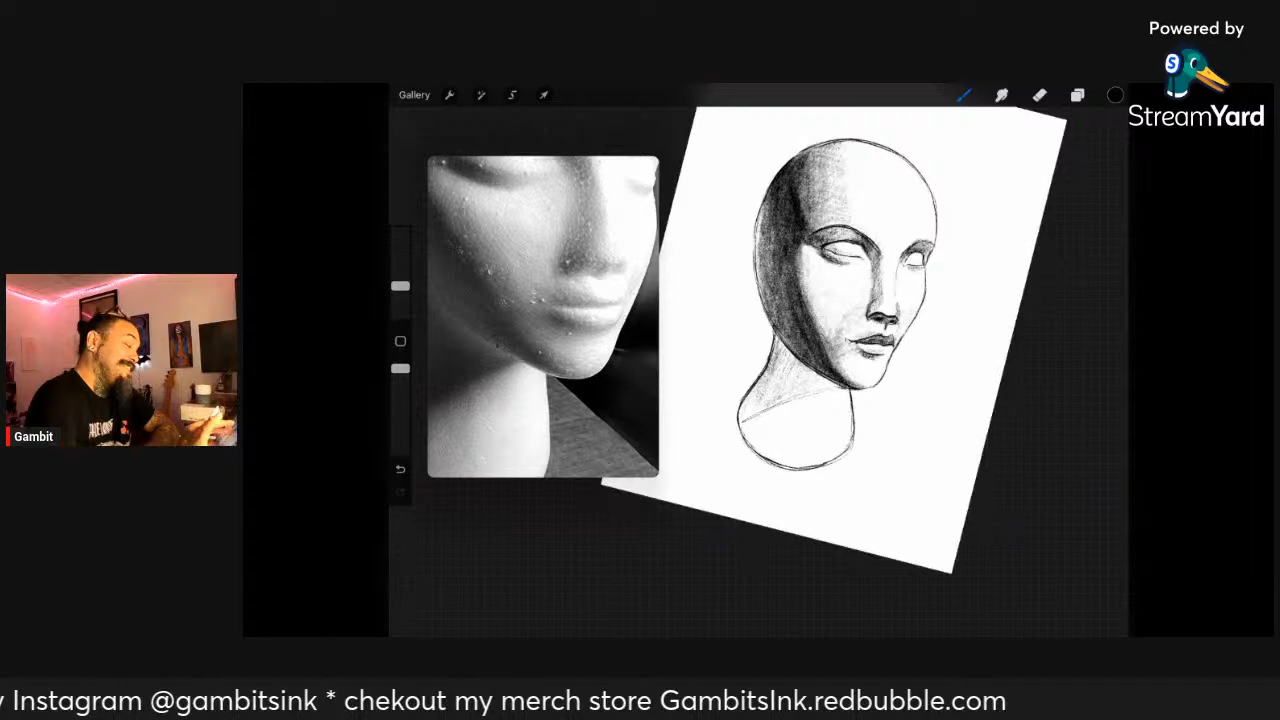 Powered by
StreamYard
Gallery
Gambit
Instagram @gambitsink * chekout my merch store GambitsInk.redbubble.com